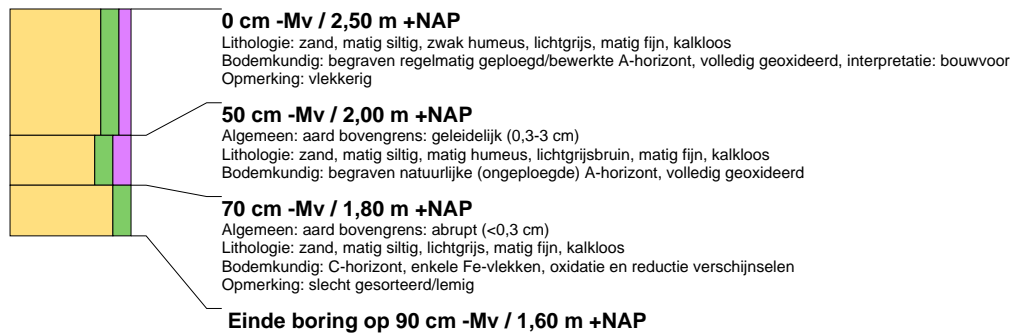 0 cm -Mv / 2,50 m +NAP
Lithologie: zand, matig siltig, zwak humeus, lichtgrijs, matig fijn, kalkloos
Bodemkundig: begraven regelmatig geploegd/bewerkte A-horizont, volledig geoxideerd, interpretatie: bouwvoor
Opmerking: vlekkerig
50 cm -Mv / 2,00 m +NAP
Algemeen: aard bovengrens: geleidelijk (0,3-3 cm)
Lithologie: zand, matig siltig, matig humeus, lichtgrijsbruin, matig fijn, kalkloos
Bodemkundig: begraven natuurlijke (ongeploegde) A-horizont, volledig geoxideerd
70 cm -Mv / 1,80 m +NAP
Algemeen: aard bovengrens: abrupt (<0,3 cm)
Lithologie: zand, matig siltig, lichtgrijs, matig fijn, kalkloos
Bodemkundig: C-horizont, enkele Fe-vlekken, oxidatie en reductie verschijnselen
Opmerking: slecht gesorteerd/lemig
Einde boring op 90 cm -Mv / 1,60 m +NAP